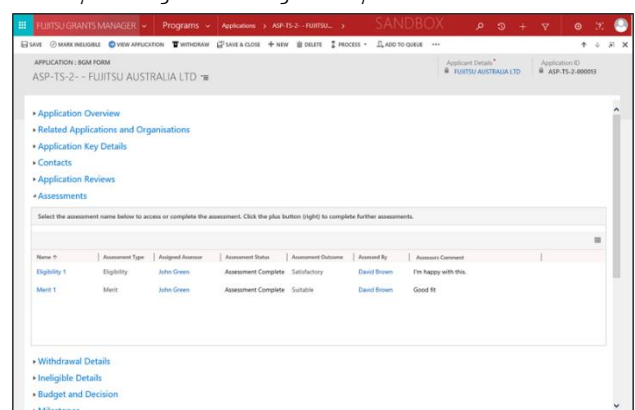 FUJITSU GRANTS MANAGER Programs Applications > ASP-TS-2- - FUJITSU... > SANDBOX
SAVE MARK INELIGIBLE VIEW APPLICATION WITHDRAW SAVE & CLOSE + NEW DELETE PROCESS ADD TO QUEUE ...
APPLICATION : BGM FORM
ASP-TS-2- - FUJITSU AUSTRALIA LTD
Applicant Details* Application ID
FUJITSU AUSTRALIA LTD ASP-TS-2-000013
Application Overview
Related Applications and Organisations
Application Key Details
Contacts
Application Reviews
Assessments
Select the assessment name below to access or complete the assessment. Click the plus button (right) to complete further assessments.
Name Assessment Type Assigned Assessor Assessment Status Assessment Outcome Assessed By Assessors Comment
Eligibility 1 Eligibility John Green Assessment Complete Satisfactory David Brown I'm happy with this.
Merit 1 Merit John Green Assessment Complete Suitable David Brown Good fit
Withdrawal Details
Ineligible Details
Budget and Decision